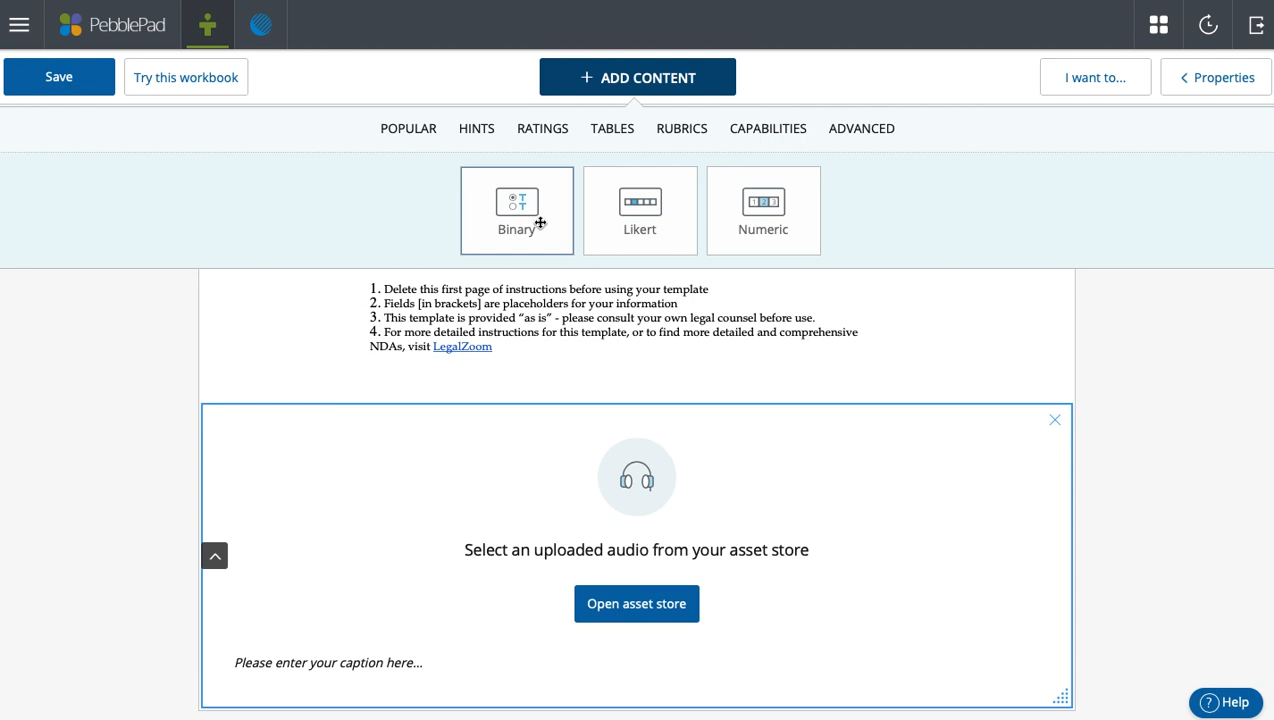 PebblePad
Save
Try this workbook
+ ADD CONTENT
I want to...
< Properties
POPULAR HINTS RATINGS TABLES RUBRICS CAPABILITIES ADVANCED
Binary
Likert
1 2 3
Numeric
1. Delete this first page of instructions before using your template
2. Fields [in brackets] are placeholders for your information
3. This template is provided “as is” - please consult your own legal counsel before use.
4. For more detailed instructions for this template, or to find more detailed and comprehensive
NDAs, visit LegalZoom
Select an uploaded audio from your asset store
Open asset store
Please enter your caption here...
? Help